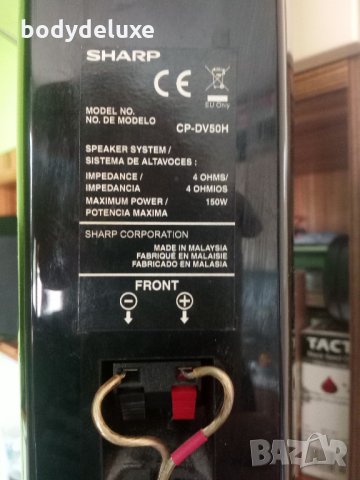 bodydeluxe
SHARP
CE
EU Only
MODEL NO.
NO. DE MODELO CP-DV50H
SPEAKER SYSTEM /
SISTEMA DE ALTAVOCES :
IMPEDANCE / 4 OHMS/
IMPEDANCIA 4 OHMIOS
MAXIMUM POWER / 150W
POTENCIA MAXIMA
SHARP CORPORATION
MADE IN MALAYSIA
FABRIQUÉ EN MALAISIE
FABRICADO EN MALASIA
FRONT
− +
TACT
BAZAR